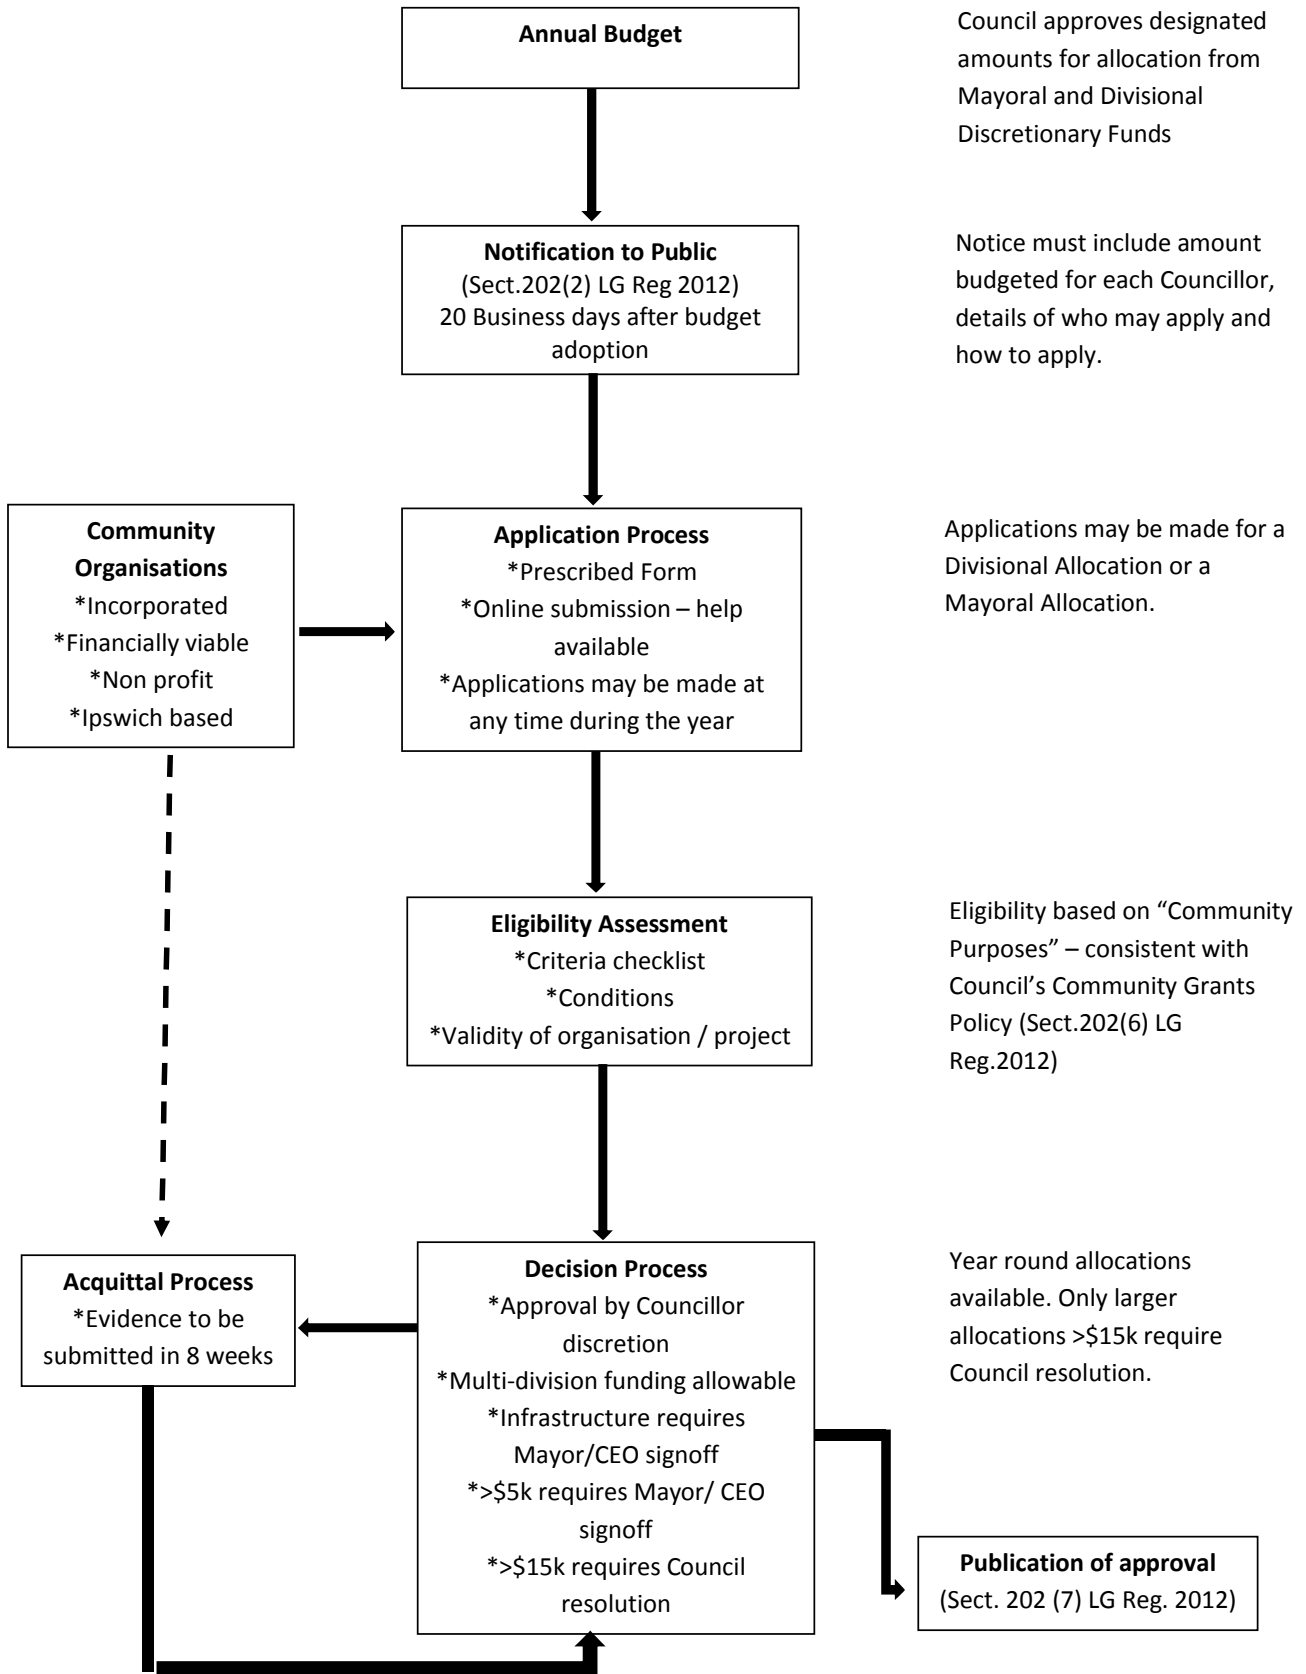 Annual Budget
Council approves designated
amounts for allocation from
Mayoral and Divisional
Discretionary Funds
Notification to Public
(Sect.202(2) LG Reg 2012)
20 Business days after budget
adoption
Notice must include amount
budgeted for each Councillor,
details of who may apply and
how to apply.
Community
Organisations
*Incorporated
*Financially viable
*Non profit
*Ipswich based
Application Process
*Prescribed Form
*Online submission – help
available
*Applications may be made at
any time during the year
Applications may be made for a
Divisional Allocation or a
Mayoral Allocation.
Eligibility Assessment
*Criteria checklist
*Conditions
*Validity of organisation / project
Eligibility based on “Community
Purposes” – consistent with
Council’s Community Grants
Policy (Sect.202(6) LG
Reg.2012)
Acquittal Process
*Evidence to be
submitted in 8 weeks
Decision Process
*Approval by Councillor
discretion
*Multi-division funding allowable
*Infrastructure requires
Mayor/CEO signoff
*>$5k requires Mayor/ CEO
signoff
*>$15k requires Council
resolution
Year round allocations
available. Only larger
allocations >$15k require
Council resolution.
Publication of approval
(Sect. 202 (7) LG Reg. 2012)